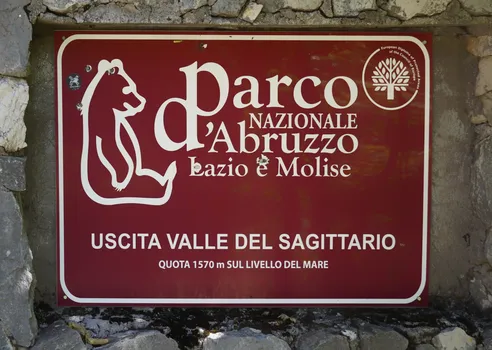 Parco
NAZIONALE
d'Abruzzo
Lazio e Molise
USCITA VALLE DEL SAGITTARIO
QUOTA 1570 m SUL LIVELLO DEL MARE